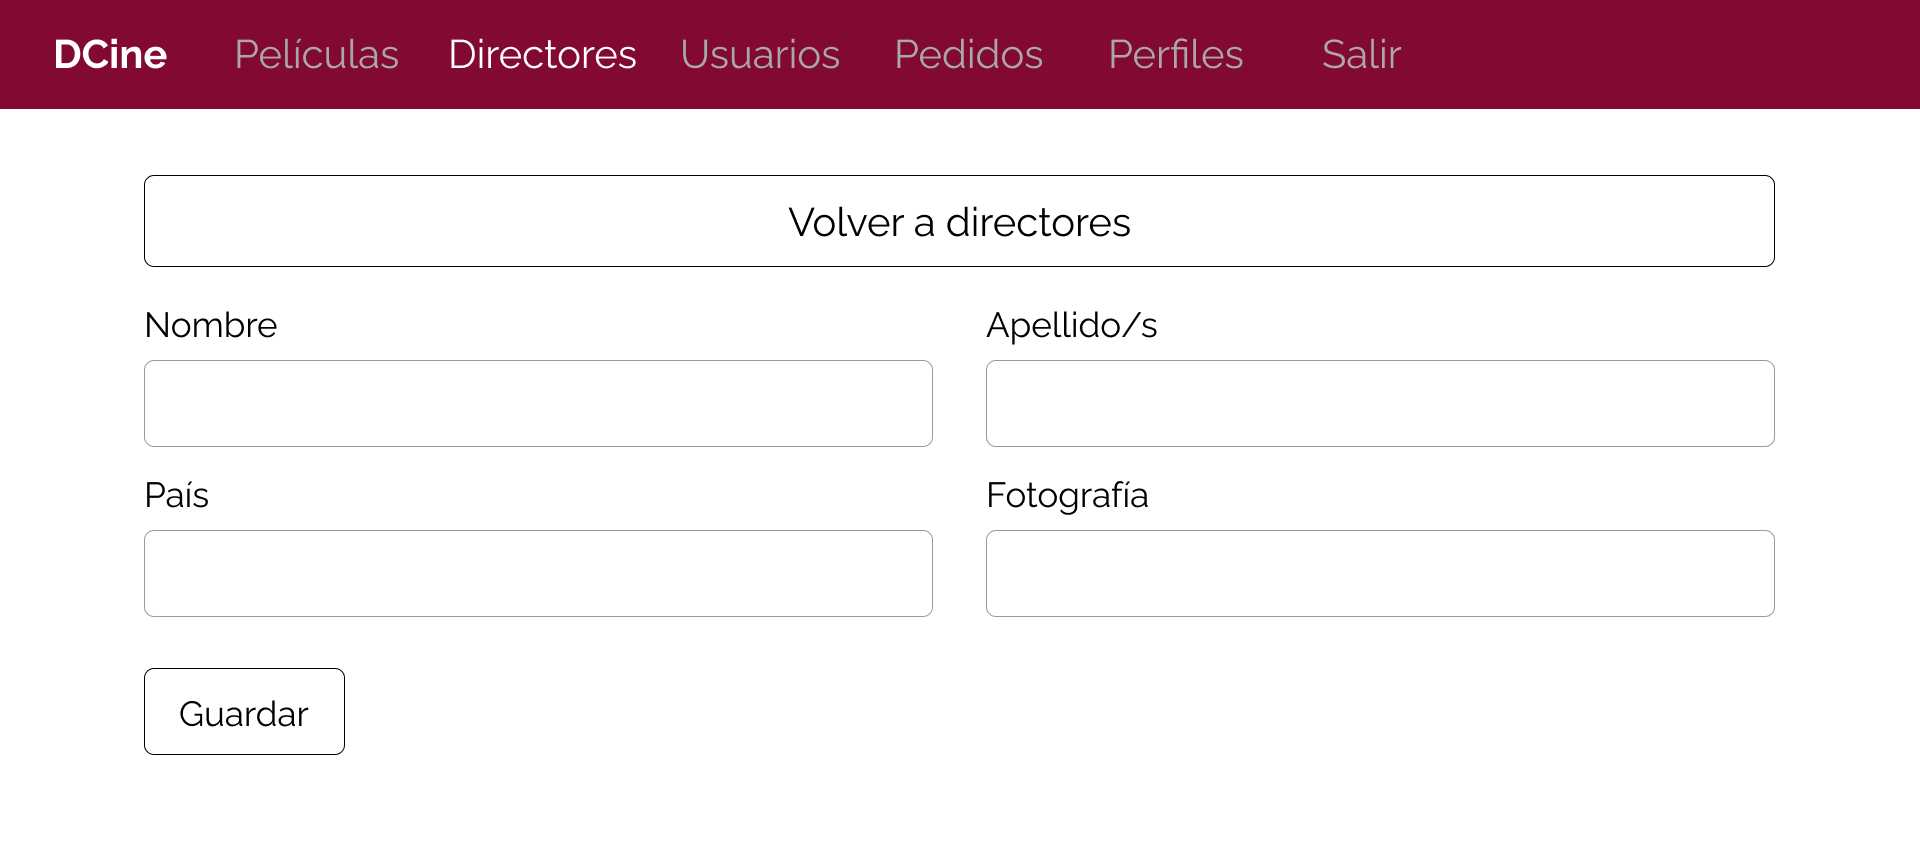 DCine Películas Directores Usuarios Pedidos Perfiles Salir
Volver a directores
Nombre Apellido/s
País Fotografía
Guardar